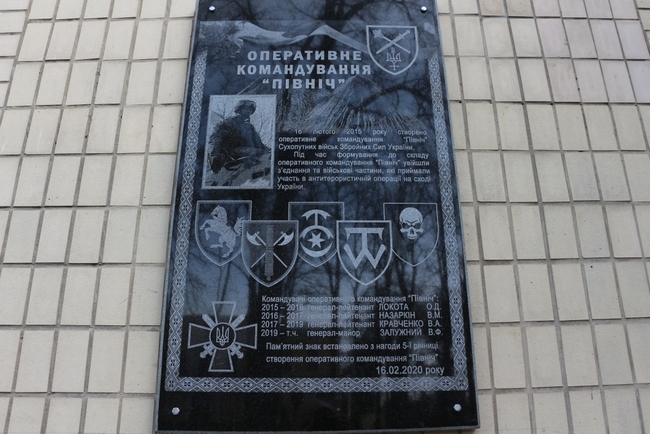 ОПЕРАТИВНЕ
КОМАНДУВАННЯ
"ПІВНІЧ"
16 лютого 2015 року створено
оперативне командування "Північ"
Сухопутних військ Збройних Сил України.
Під час формування до складу
оперативного командування "Північ" увійшли
з'єднання та військові частини, які приймали
участь в антитерористичній операції на сході
України.
Командувачі оперативного командування "Північ":
2015 – 2016 генерал-лейтенант ЛОКОТА О.Д.
2016 – 2017 генерал-лейтенант НАЗАРКІН В.М.
2017 – 2019 генерал-лейтенант КРАВЧЕНКО В.А.
2019 – т.ч. генерал-майор ЗАЛУЖНИЙ В.Ф.
Пам'ятний знак встановлено з нагоди 5-ї річниці
створення оперативного командування "Північ"
16.02.2020 року